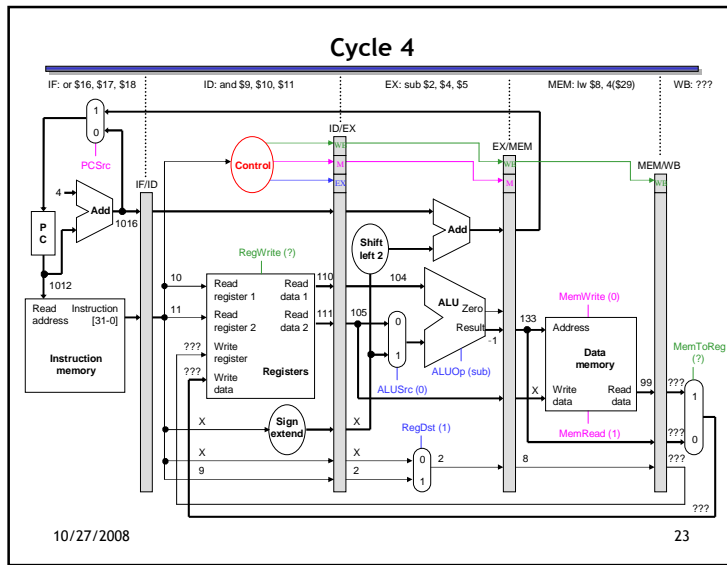 Cycle 4
IF: or $16, $17, $18 ID: and $9, $10, $11 EX: sub $2, $4, $5 MEM: lw $8, 4($29) WB: ???
1
0
PCSrc
ID/EX
WB
M
EX
Control
EX/MEM
WB
M
MEM/WB
WB
IF/ID
4
Add
1016
P
C
1012
Add
Shift
left 2
RegWrite (?)
Read
address
Instruction
[31-0]
Instruction
memory
10
11
???
???
Read
register 1
Read
data 1
Read
register 2
Read
data 2
Write
register
Write
data
Registers
110
111
104
105
0
1
ALUSrc (0)
ALU
Zero
Result
-1
ALUOp (sub)
133
MemWrite (0)
Address
Data
memory
Write
data
Read
data
X
99
MemRead (1)
MemToReg
(?)
???
1
???
0
X
Sign
extend
X
RegDst (1)
X
X
0
1
2
8
???
9
2
???
10/27/2008
23